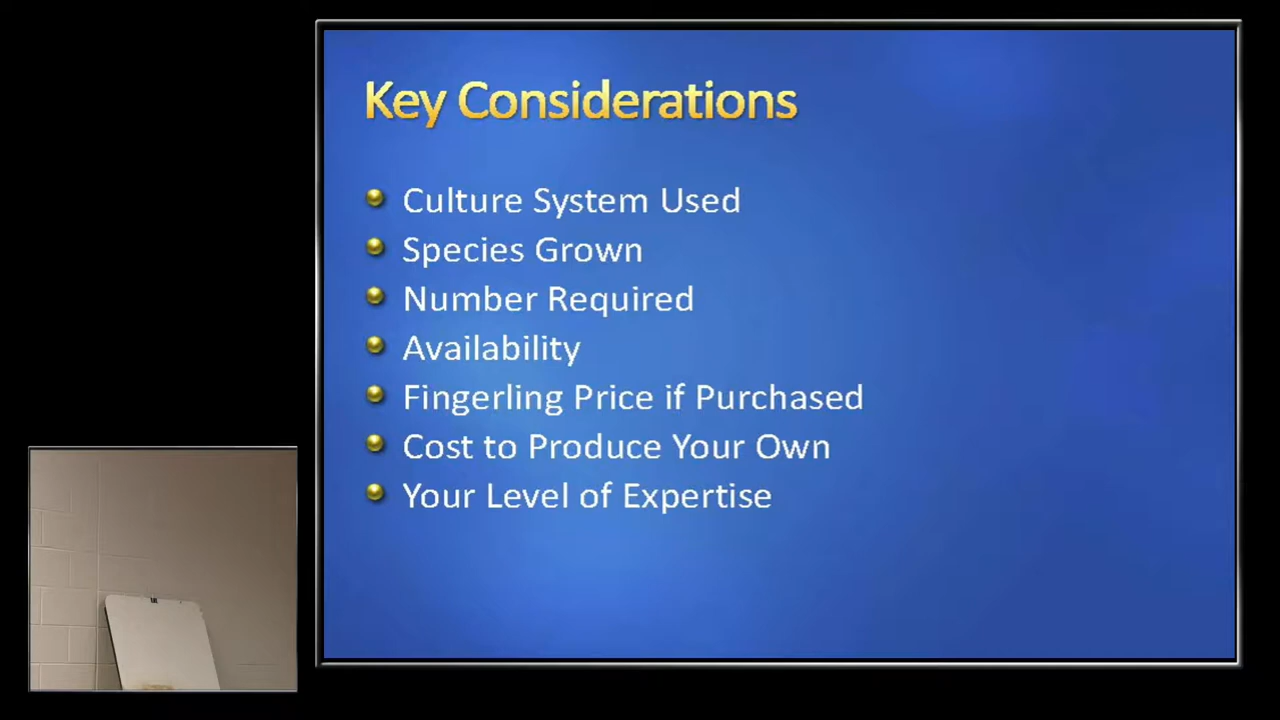 Key Considerations
Culture System Used
Species Grown
Number Required
Availability
Fingerling Price if Purchased
Cost to Produce Your Own
Your Level of Expertise